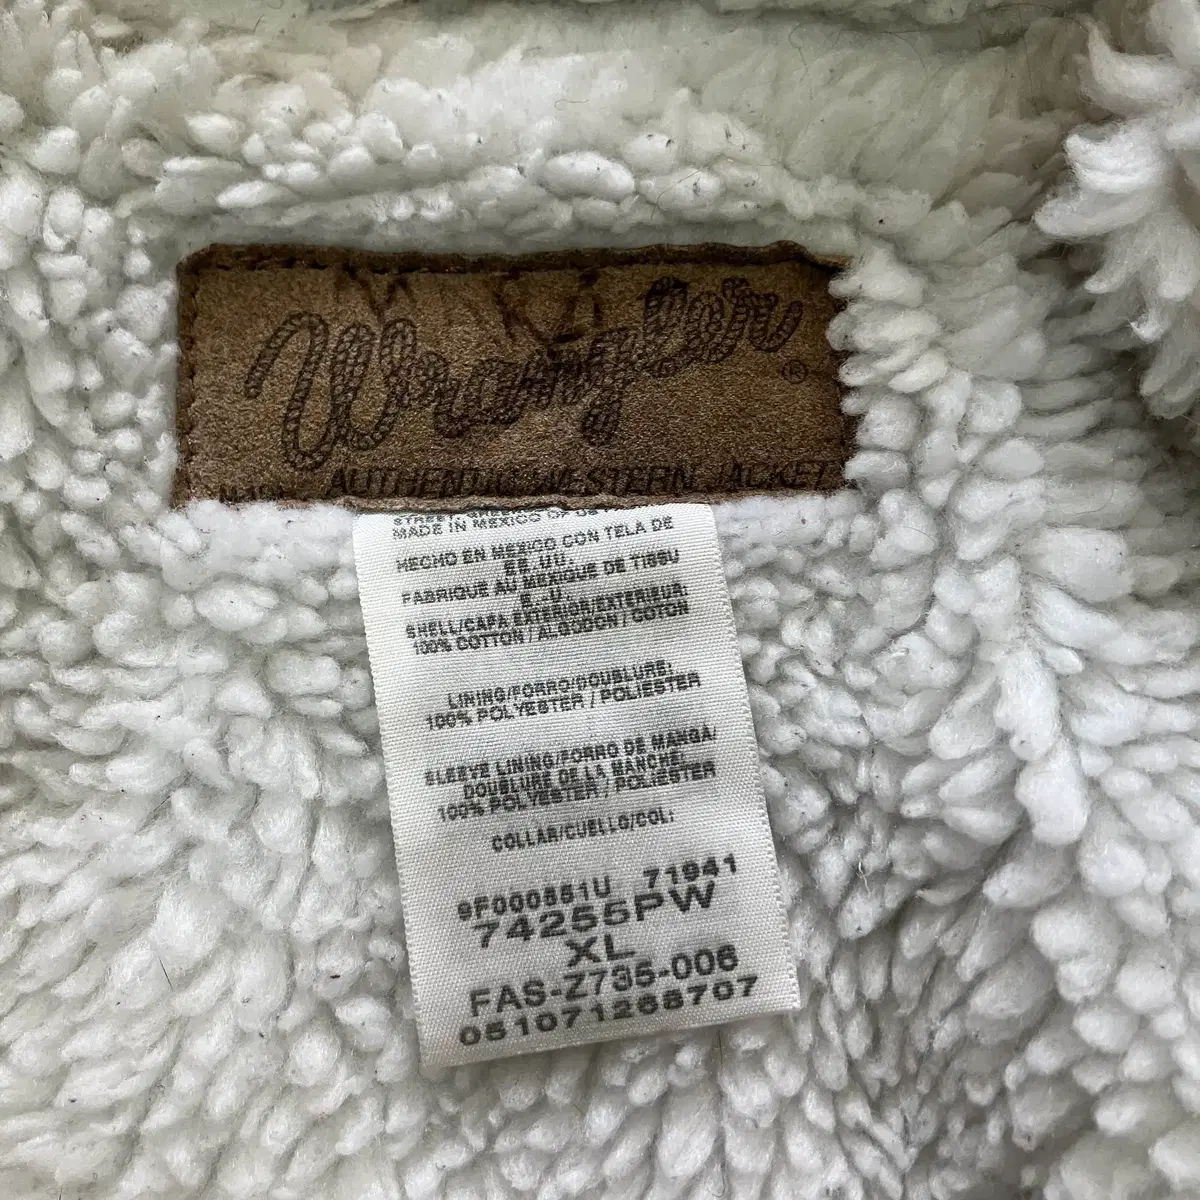 Wrangler®
AUTHENTIC WESTERN JACKET
MADE IN MEXICO OF US
HECHO EN MEXICO CON TELA DE
EE.UU.
FABRIQUE AU MEXIQUE DE TISSU
E.U.
SHELL/CAPA EXTERIOR/EXTERIEUR:
100% COTTON / ALGODON / COTON
LINING/FORRO/DOUBLURE:
100% POLYESTER / POLIESTER
SLEEVE LINING/FORRO DE MANGA/
DOUBLURE DE LA MANCHE:
100% POLYESTER / POLIESTER
COLLAR/CUELLO/COL:
71941
74255PW
XL
FAS-Z735-006
051071268707